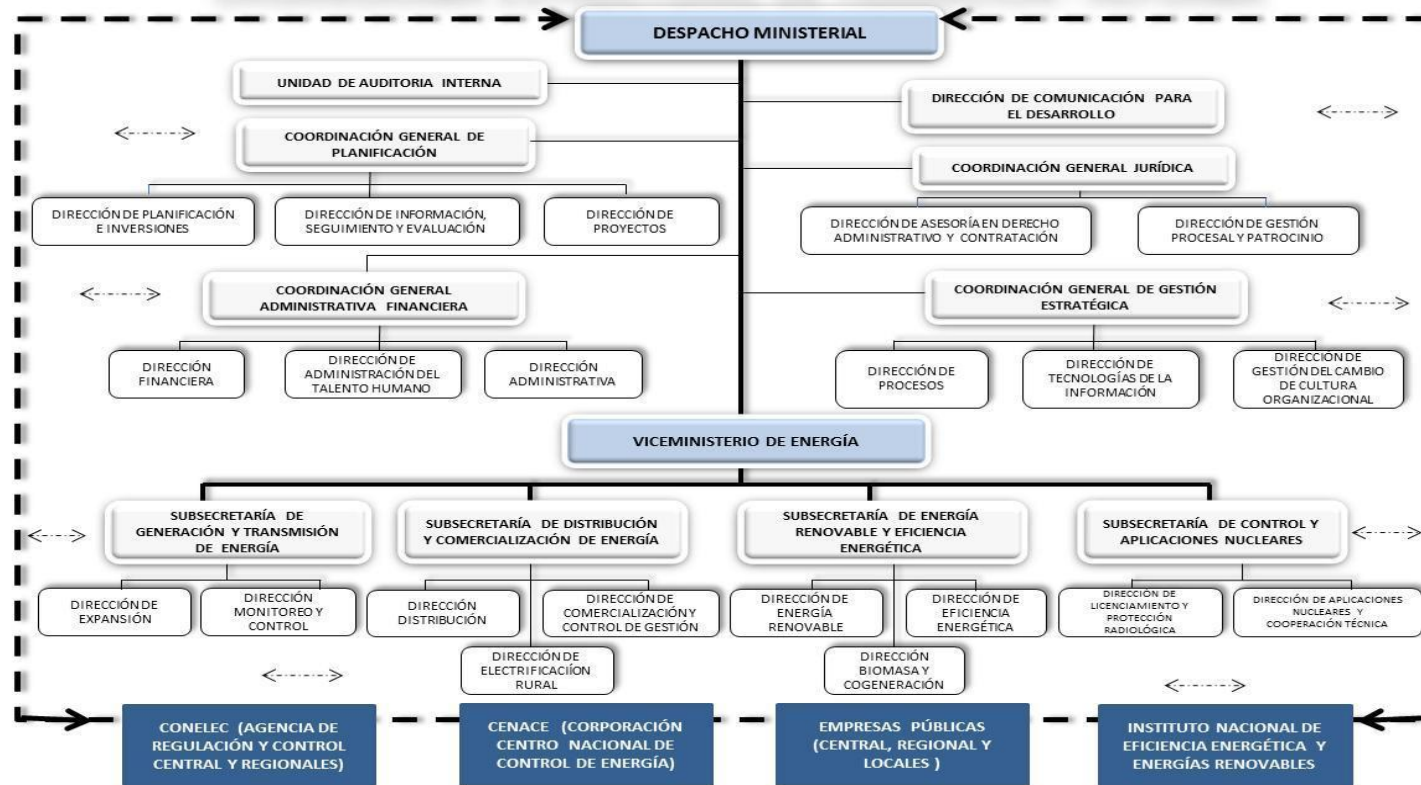 DESPACHO MINISTERIAL
UNIDAD DE AUDITORIA INTERNA
DIRECCIÓN DE COMUNICACIÓN PARA
EL DESARROLLO
COORDINACIÓN GENERAL DE
PLANIFICACIÓN
COORDINACIÓN GENERAL JURÍDICA
DIRECCIÓN DE PLANIFICACIÓN
E INVERSIONES
DIRECCIÓN DE INFORMACIÓN,
SEGUIMIENTO Y EVALUACIÓN
DIRECCIÓN DE
PROYECTOS
DIRECCIÓN DE ASESORÍA EN DERECHO
ADMINISTRATIVO Y CONTRATACIÓN
DIRECCIÓN DE GESTIÓN
PROCESAL Y PATROCINIO
COORDINACIÓN GENERAL
ADMINISTRATIVA FINANCIERA
COORDINACIÓN GENERAL DE GESTIÓN
ESTRATÉGICA
DIRECCIÓN
FINANCIERA
DIRECCIÓN DE
ADMINISTRACIÓN DEL
TALENTO HUMANO
DIRECCIÓN
ADMINISTRATIVA
DIRECCIÓN DE
PROCESOS
DIRECCIÓN DE
TECNOLOGÍAS DE LA
INFORMACIÓN
DIRECCIÓN DE
GESTIÓN DEL CAMBIO
DE CULTURA
ORGANIZACIONAL
VICEMINISTERIO DE ENERGÍA
SUBSECRETARÍA DE
GENERACIÓN Y TRANSMISIÓN
DE ENERGÍA
SUBSECRETARÍA DE DISTRIBUCIÓN
Y COMERCIALIZACIÓN DE ENERGÍA
SUBSECRETARÍA DE ENERGÍA
RENOVABLE Y EFICIENCIA
ENERGÉTICA
SUBSECRETARÍA DE CONTROL Y
APLICACIONES NUCLEARES
DIRECCIÓN DE
EXPANSIÓN
DIRECCIÓN
MONITOREO Y
CONTROL
DIRECCIÓN
DISTRIBUCIÓN
DIRECCIÓN DE
COMERCIALIZACIÓN Y
CONTROL DE GESTIÓN
DIRECCIÓN DE
ENERGÍA
RENOVABLE
DIRECCIÓN DE
EFICIENCIA
ENERGÉTICA
DIRECCIÓN DE
LICENCIAMIENTO Y
PROTECCIÓN
RADIOLÓGICA
DIRECCIÓN DE APLICACIONES
NUCLEARES Y
COOPERACIÓN TÉCNICA
DIRECCIÓN DE
ELECTRIFICACIÍON
RURAL
DIRECCIÓN
BIOMASA Y
COGENERACIÓN
CONELEC (AGENCIA DE
REGULACIÓN Y CONTROL
CENTRAL Y REGIONALES)
CENACE (CORPORACIÓN
CENTRO NACIONAL DE
CONTROL DE ENERGÍA)
EMPRESAS PÚBLICAS
(CENTRAL, REGIONAL Y
LOCALES )
INSTITUTO NACIONAL DE
EFICIENCIA ENERGÉTICA Y
ENERGÍAS RENOVABLES